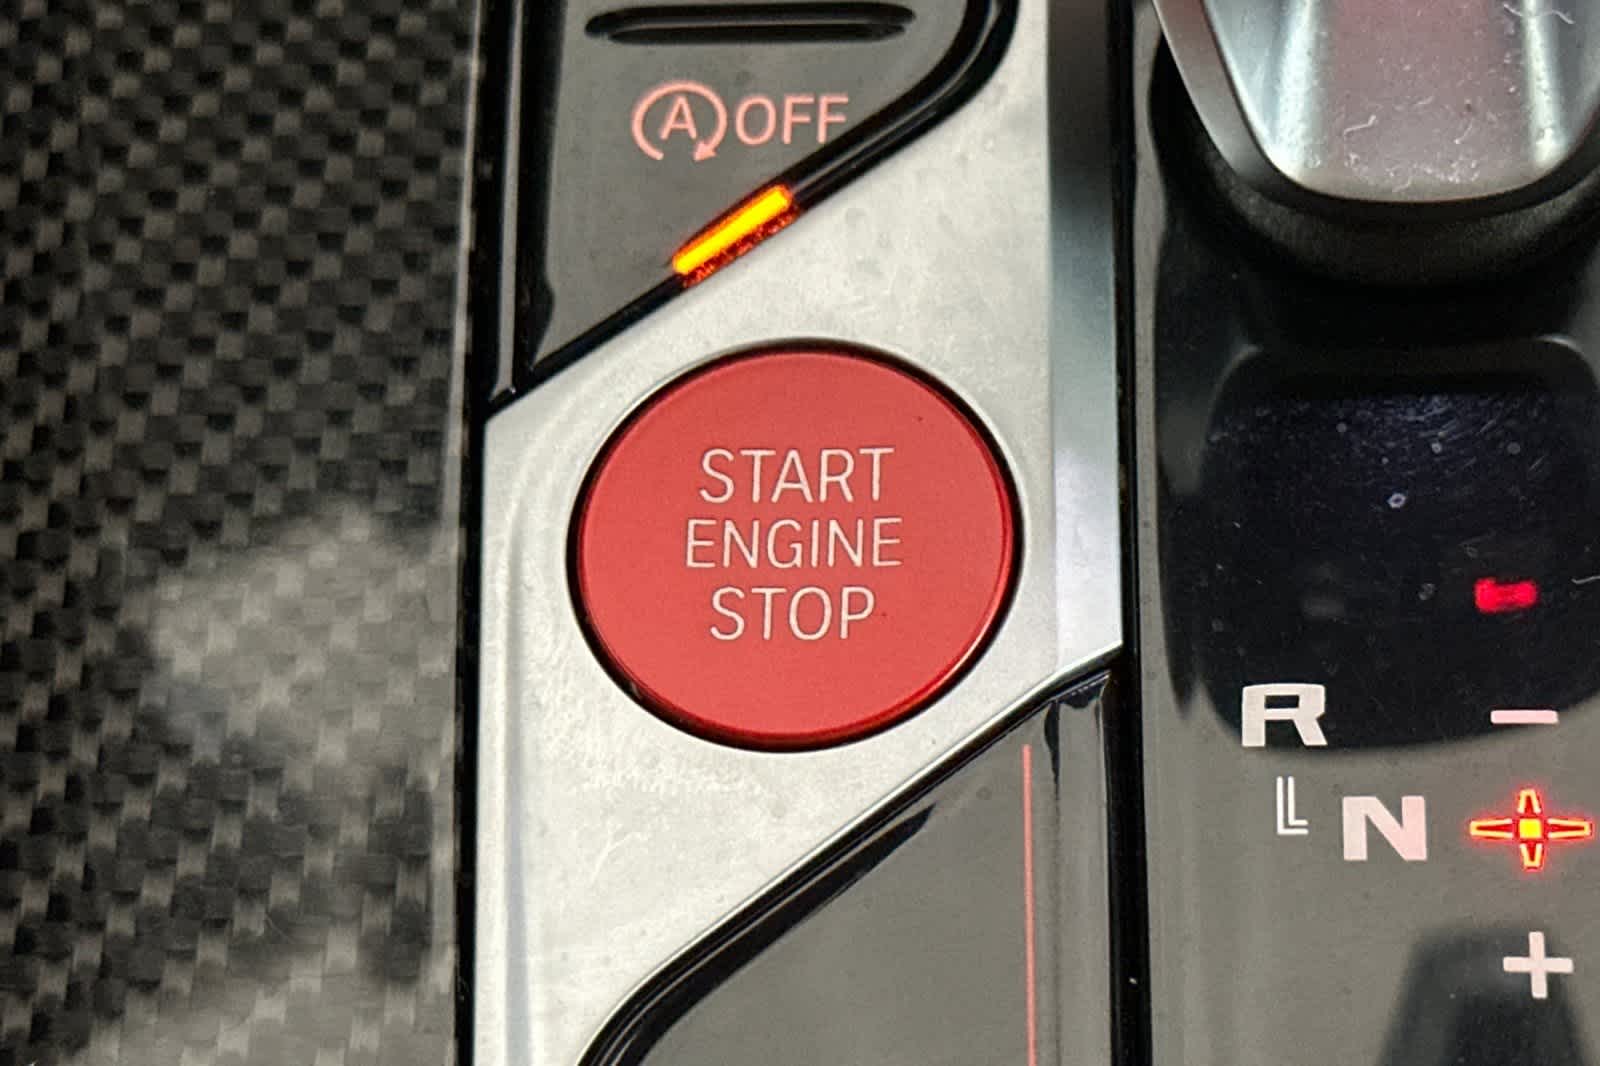 A OFF
START
ENGINE
STOP
R −
N
+